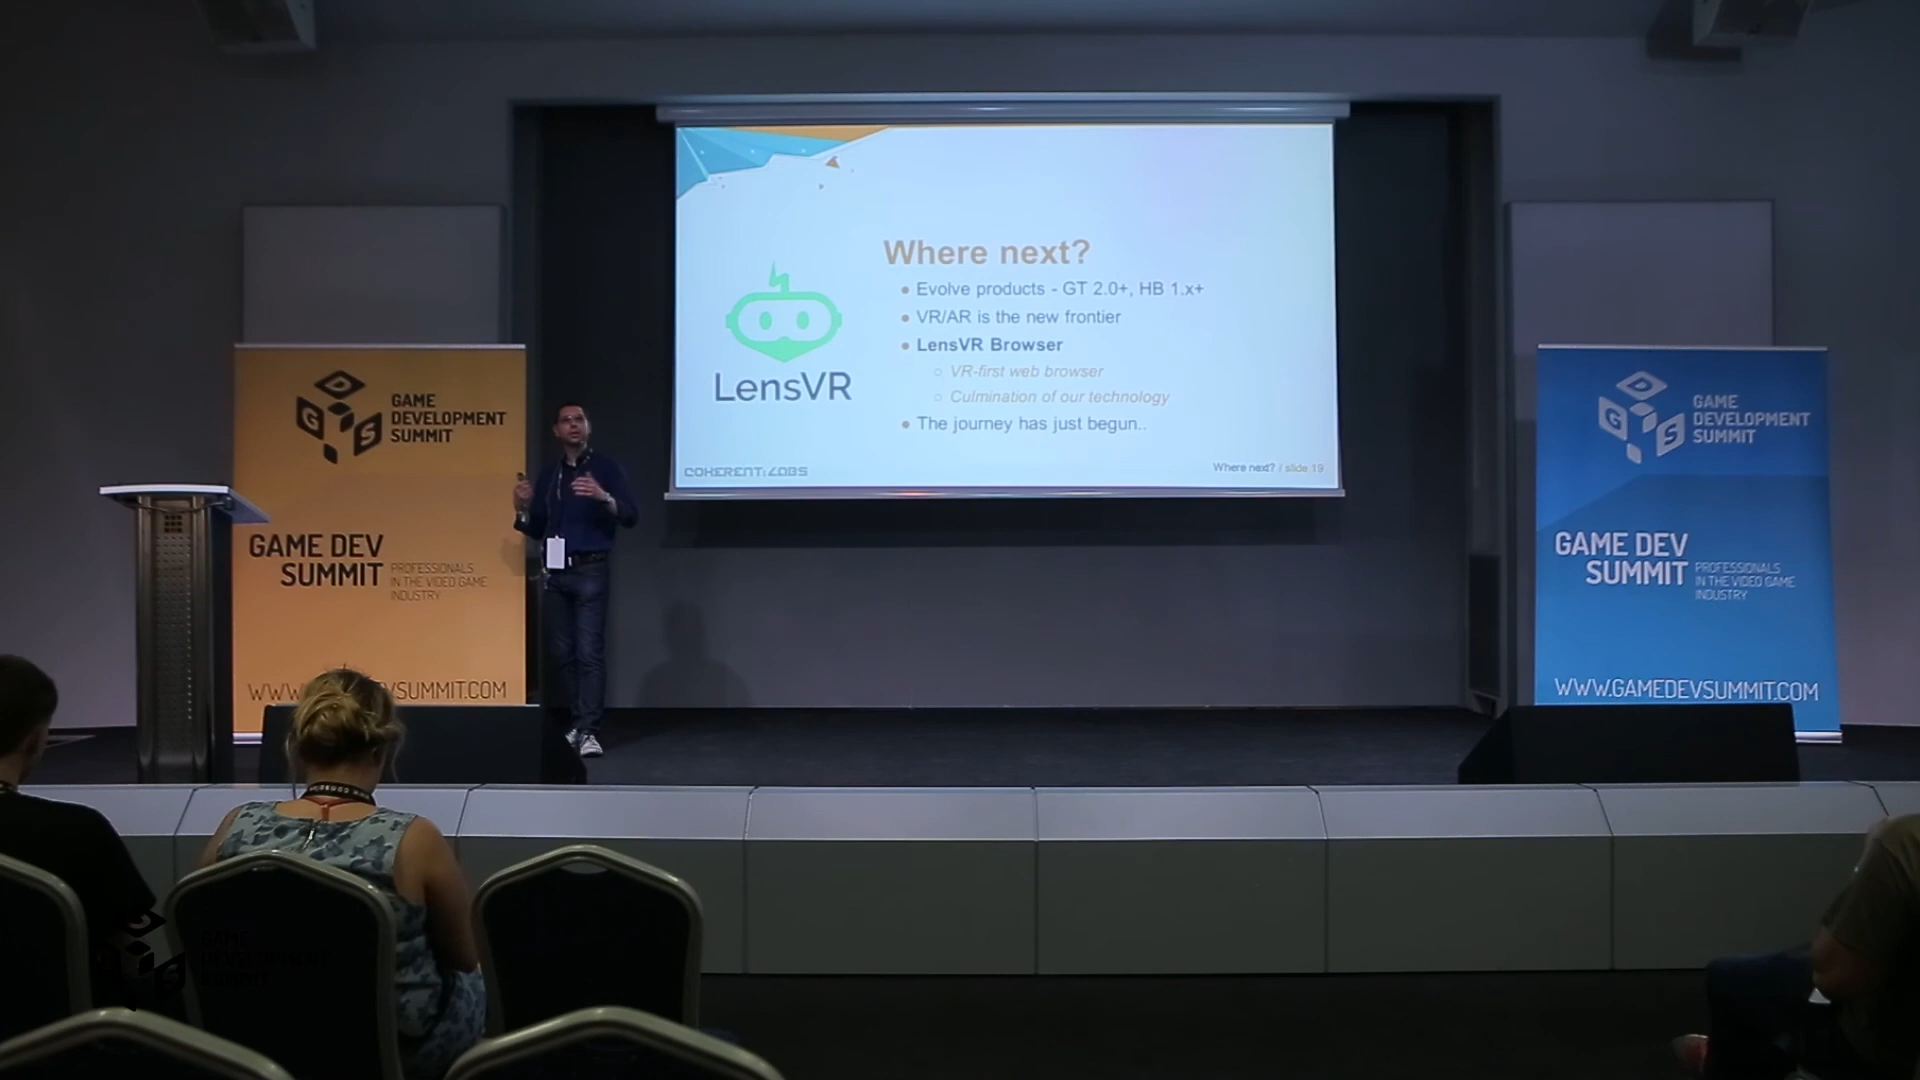 Where next?
Evolve products - GT 2.0+, HB 1.x+
VR/AR is the new frontier
LensVR Browser
VR-first web browser
Culmination of our technology
The journey has just begun..
LensVR
COHERENT:LABS
Where next? / slide 19
D
G S
GAME
DEVELOPMENT
SUMMIT
GAME DEV
SUMMIT
PROFESSIONALS
IN THE VIDEO GAME
INDUSTRY
VSUMMIT.COM
D
G S
GAME
DEVELOPMENT
SUMMIT
GAME DEV
SUMMIT
PROFESSIONALS
IN THE VIDEO GAME
INDUSTRY
WWW.GAMEDEVSUMMIT.COM
GAME
DEVELOPMENT
SUMMIT